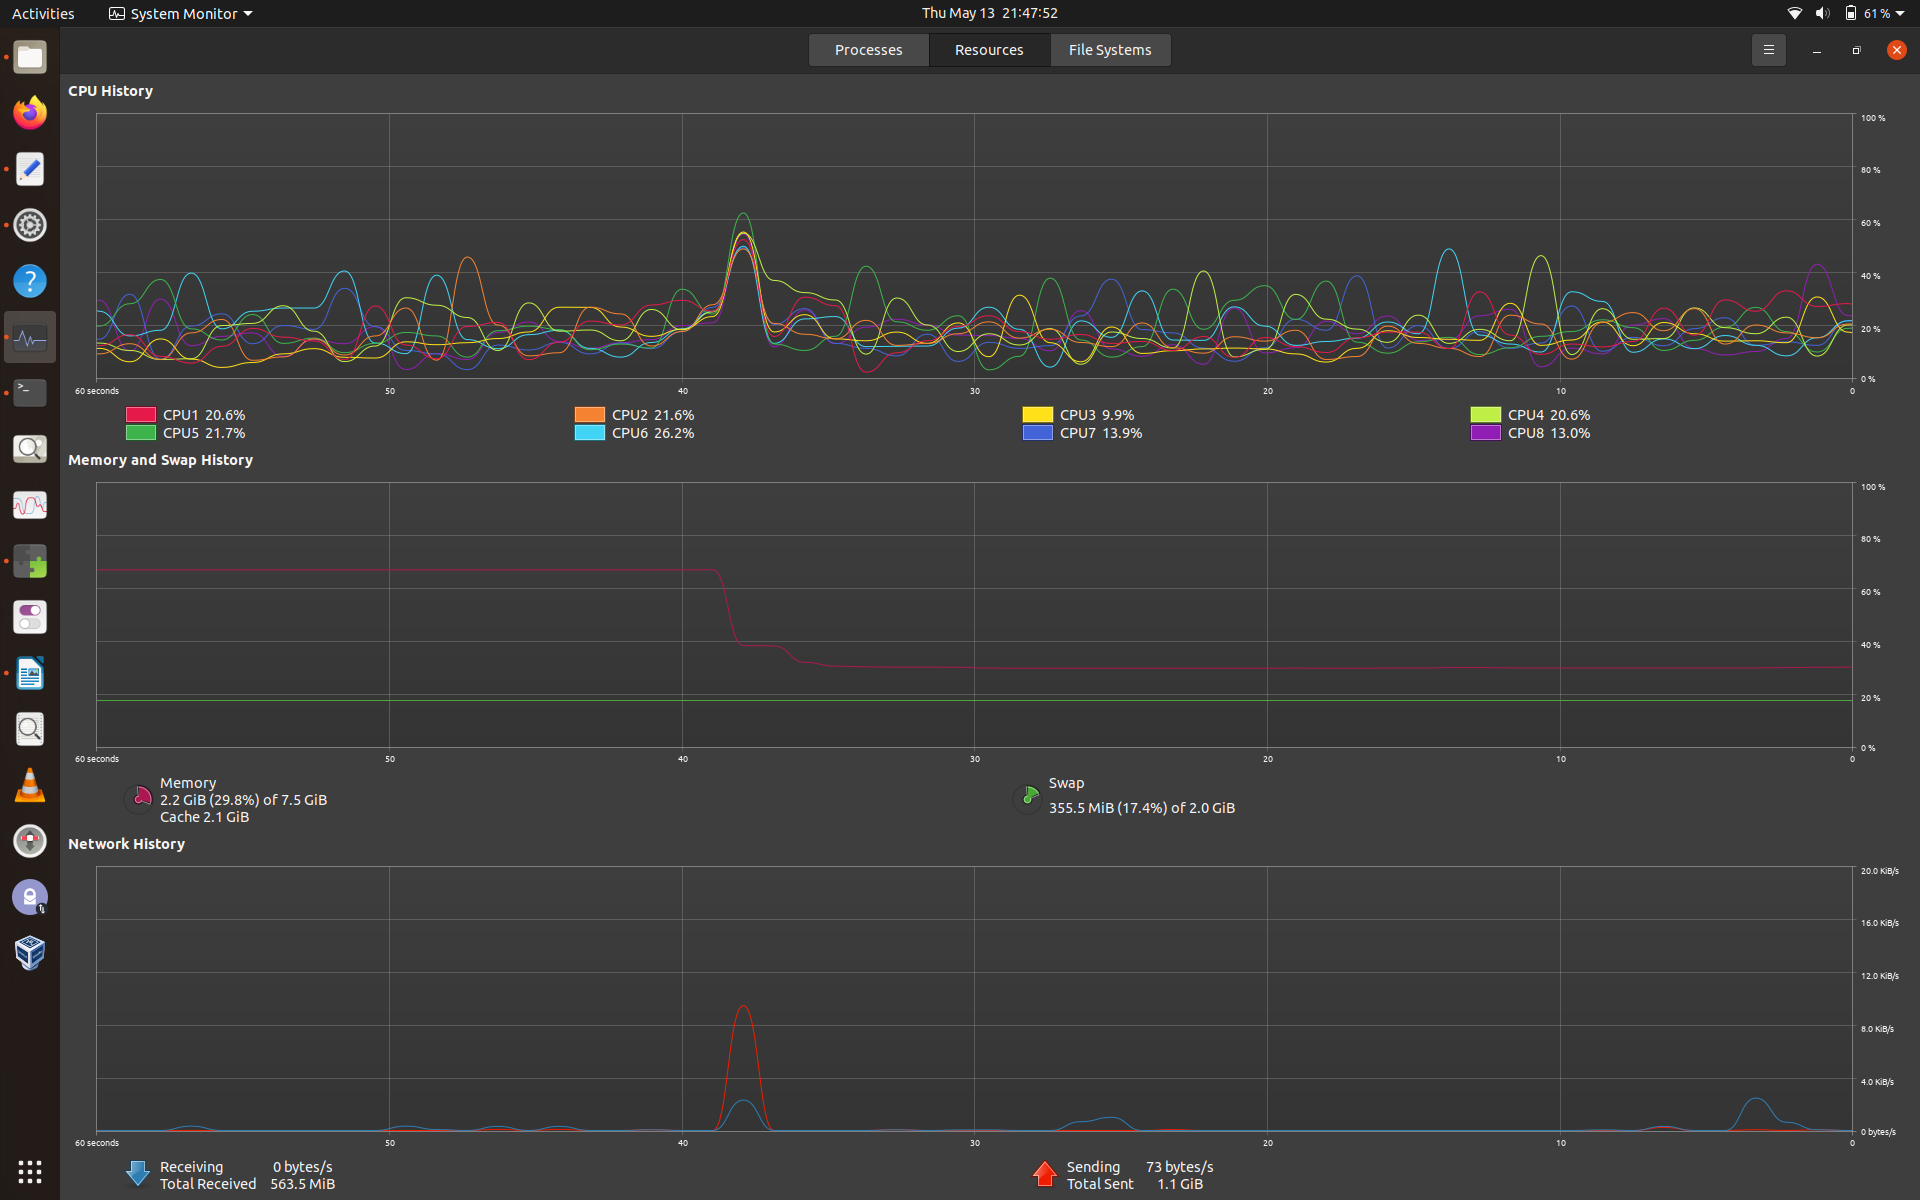 Activities
System Monitor
Thu May 13 21:47:52
61 %
Processes
Resources
File Systems
CPU History
100 %
80 %
60 %
40 %
20 %
0 %
60 seconds 50 40 30 20 10 0
CPU1 20.6% CPU2 21.6% CPU3 9.9% CPU4 20.6%
CPU5 21.7% CPU6 26.2% CPU7 13.9% CPU8 13.0%
Memory and Swap History
100 %
80 %
60 %
40 %
20 %
0 %
60 seconds 50 40 30 20 10 0
Memory
2.2 GiB (29.8%) of 7.5 GiB
Cache 2.1 GiB
Swap
355.5 MiB (17.4%) of 2.0 GiB
Network History
20.0 KiB/s
16.0 KiB/s
12.0 KiB/s
8.0 KiB/s
4.0 KiB/s
0 bytes/s
60 seconds 50 40 30 20 10 0
Receiving 0 bytes/s
Total Received 563.5 MiB
Sending 73 bytes/s
Total Sent 1.1 GiB